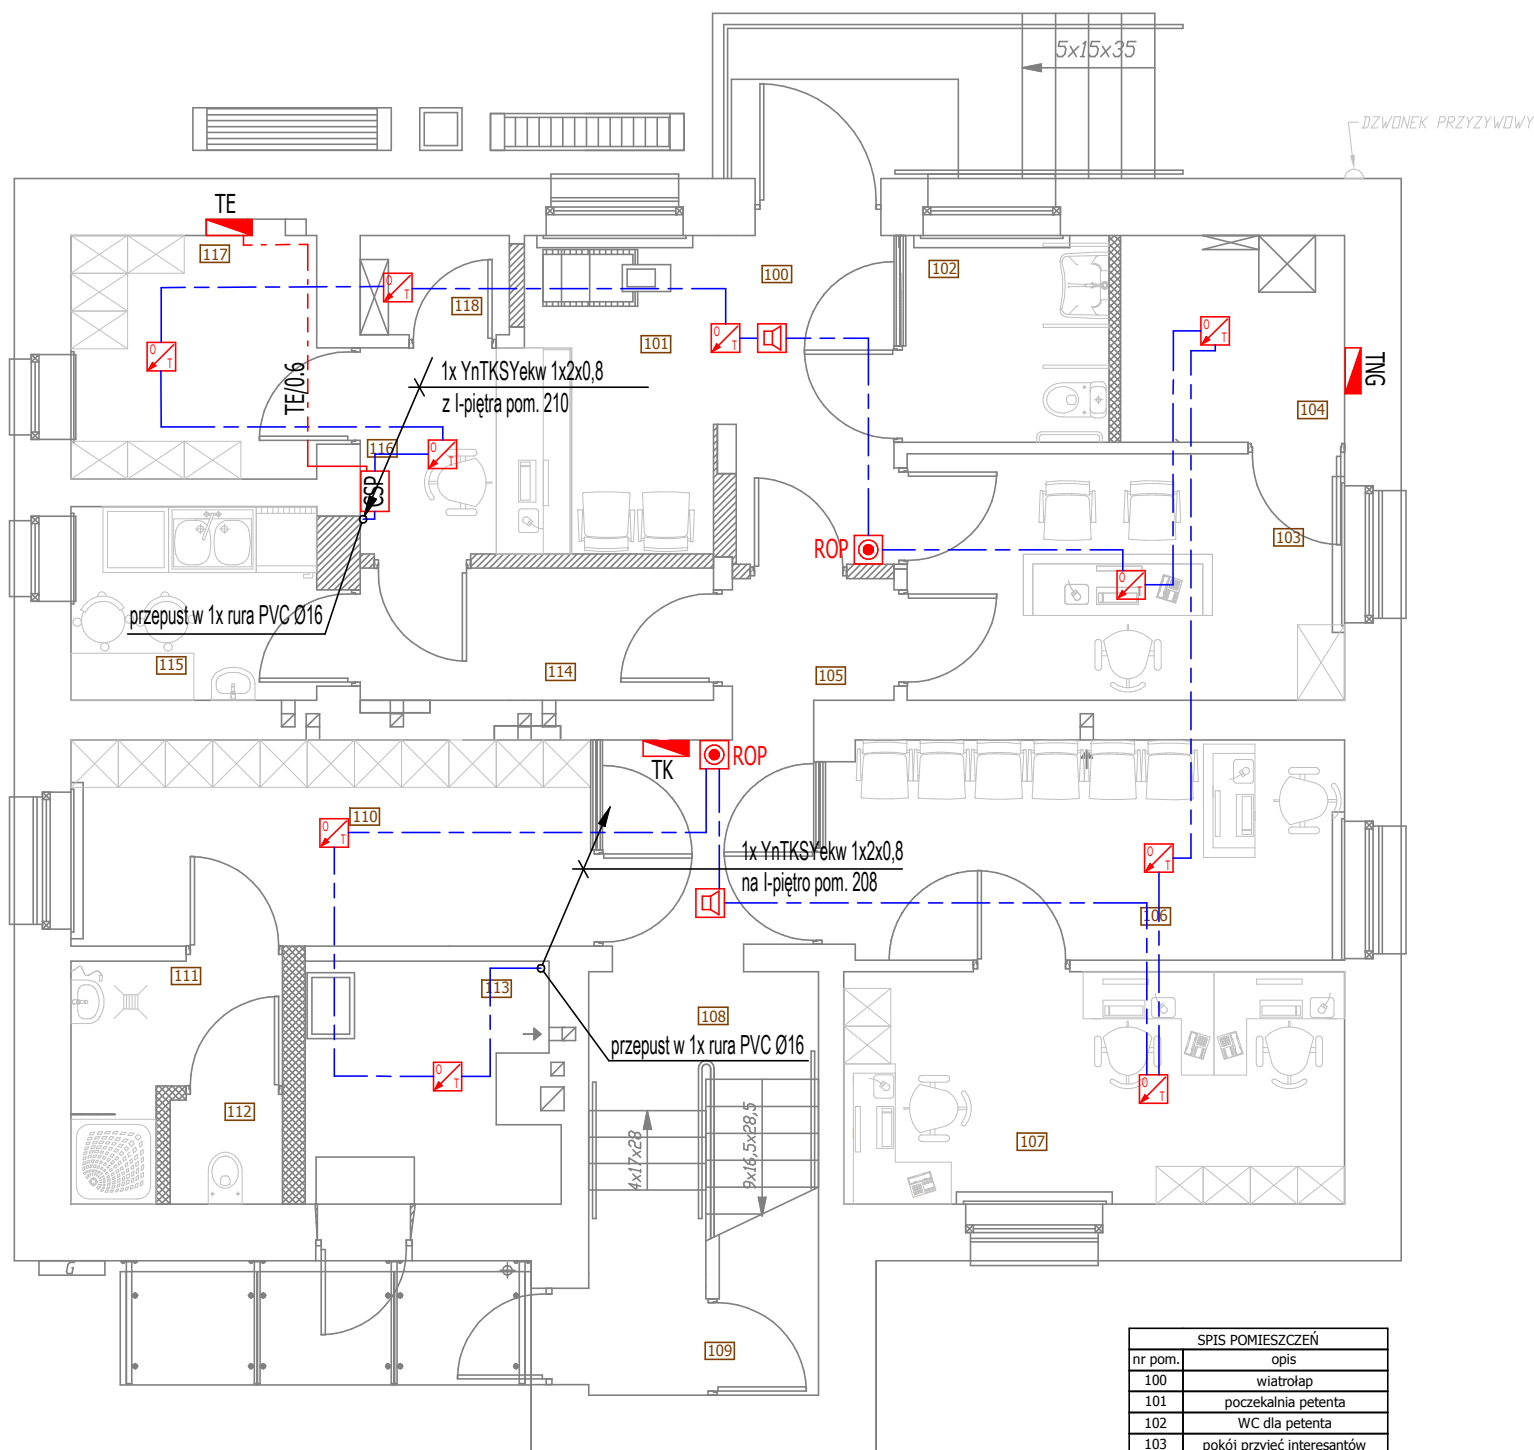 5x15x35
DZWONEK PRZYZYWOWY
TE
117
102
100
118
O
T
101
O
T
O
T
O
T
TNG
TE/0.6
1x YnTKSYekw 1x2x0,8
z I-piętra pom. 210
104
116
O
T
CSP
103
ROP
O
T
przepust w 1x rura PVC Ø16
115
114
105
ROP
TK
110
O
T
1x YnTKSYekw 1x2x0,8
na I-piętro pom. 208
O
T
106
111
113
108
przepust w 1x rura PVC Ø16
O
T
O
T
112
4x17x28
9x16,5x28,5
107
G
109
SPIS POMIESZCZEŃ
nr pom. opis
100 wiatrołap
101 poczekalnia petenta
102 WC dla petenta
103 pokój przyjęć interesantów